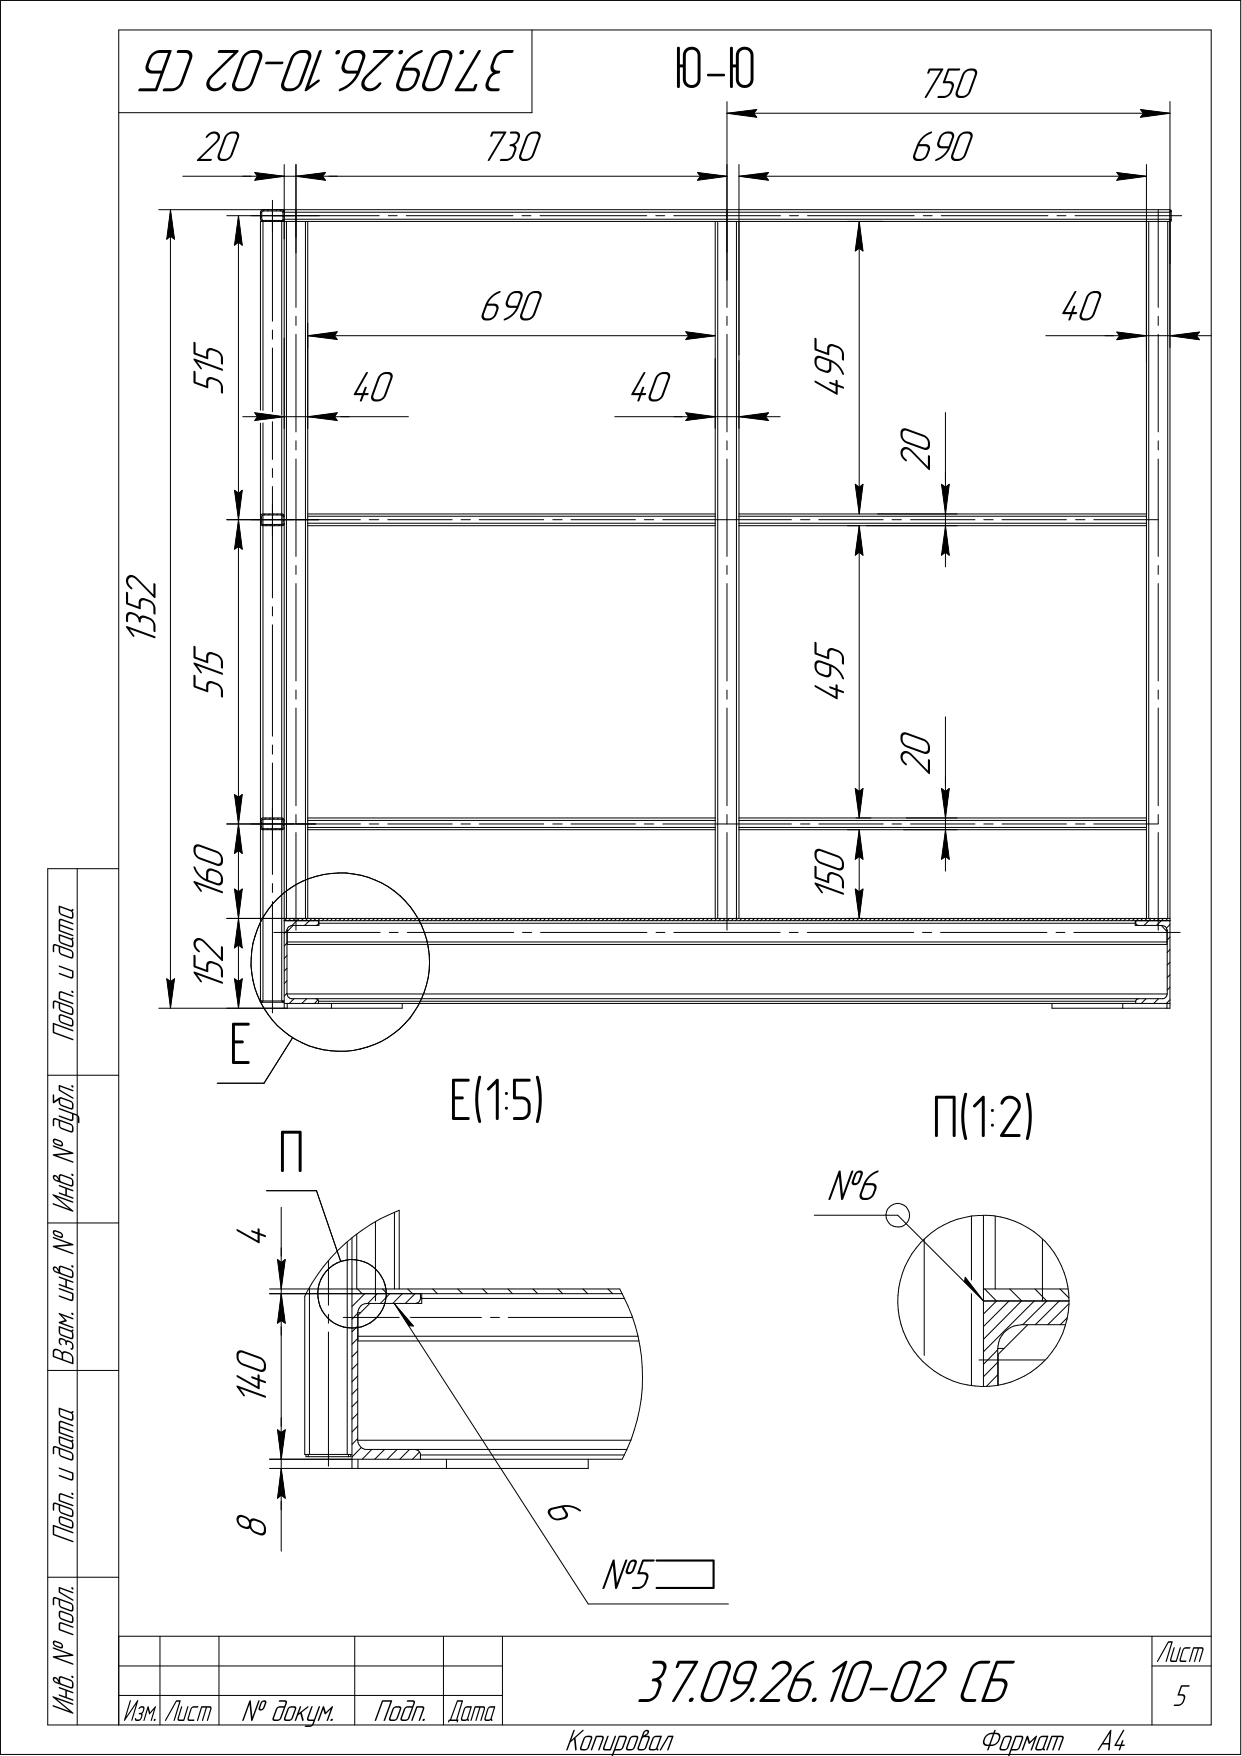 37.09.26.10-02 СБ
Ю-Ю
750
20
730
690
690
40
515
495
40
40
20
1352
515
495
20
160
150
152
Е
Е(1:5)
П(1:2)
П
№6
4
140
8
6
№5
Подп. и дата
Инв. № дубл.
Взам. инв. №
Подп. и дата
Инв. № подл.
37.09.26.10-02 СБ
Лист
5
Изм. Лист № докум. Подп. Дата
Копировал Формат А4